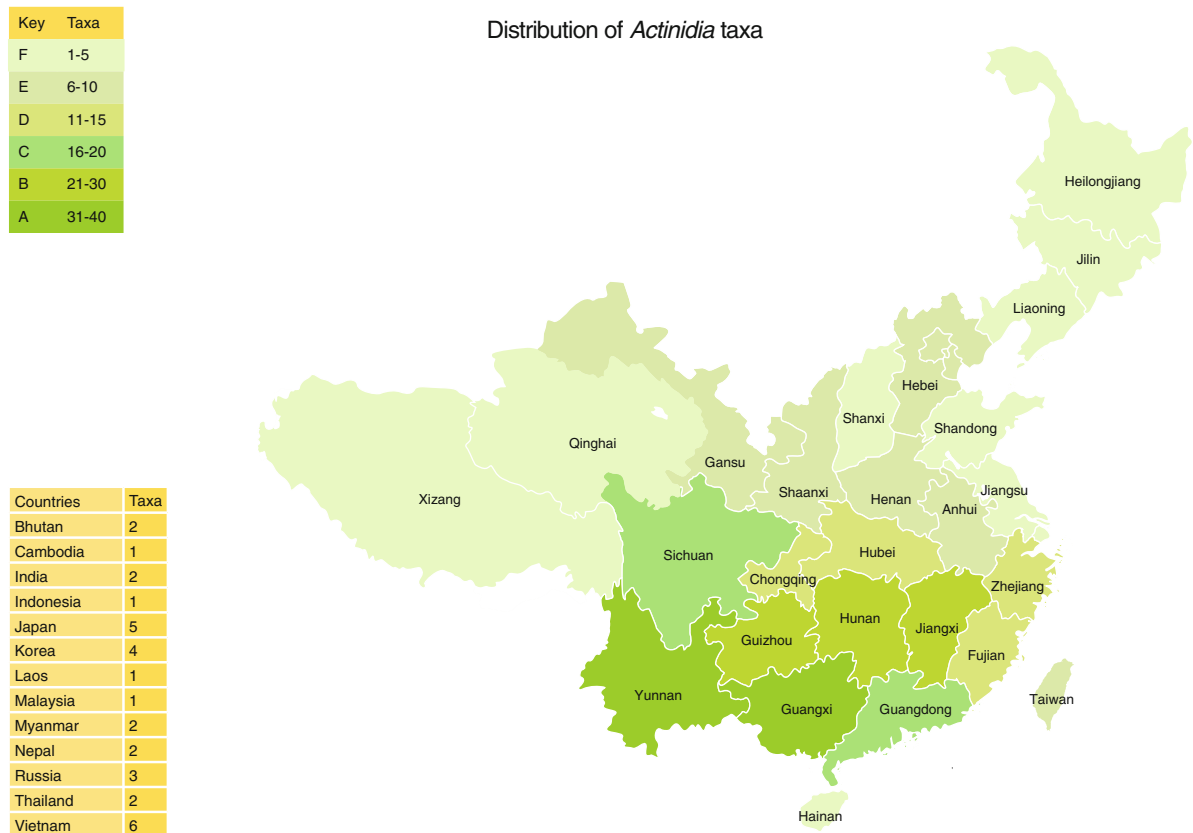 Distribution of Actinidia taxa
Key Taxa
F 1-5
E 6-10
D 11-15
C 16-20
B 21-30
A 31-40
Heilongjiang
Jilin
Liaoning
Hebei
Shanxi
Shandong
Qinghai
Gansu
Shaanxi
Henan
Jiangsu
Anhui
Xizang
Sichuan
Hubei
Chongqing
Zhejiang
Guizhou
Hunan
Jiangxi
Fujian
Yunnan
Guangxi
Guangdong
Taiwan
Hainan
Countries Taxa
Bhutan 2
Cambodia 1
India 2
Indonesia 1
Japan 5
Korea 4
Laos 1
Malaysia 1
Myanmar 2
Nepal 2
Russia 3
Thailand 2
Vietnam 6